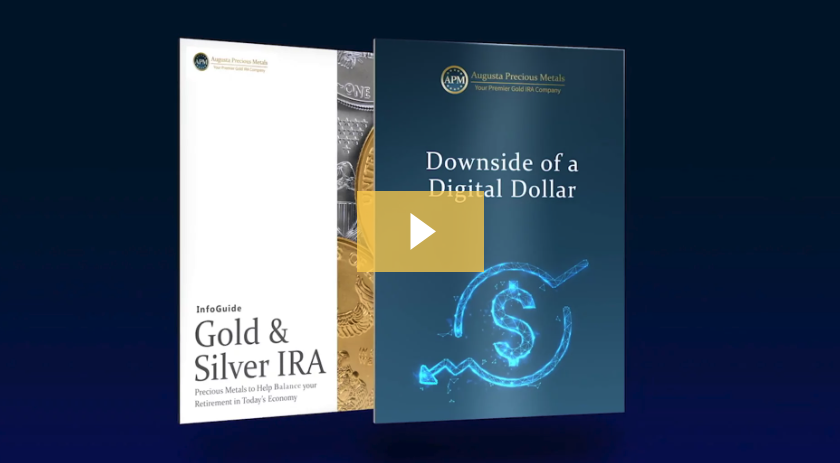 APM
Augusta Precious Metals
Your Premier Gold IRA Company
InfoGuide
Gold &
Silver IRA
Precious Metals to Help Balance your
Retirement in Today's Economy
APM
Augusta Precious Metals
Your Premier Gold IRA Company
Downside of a
Digital Dollar
$